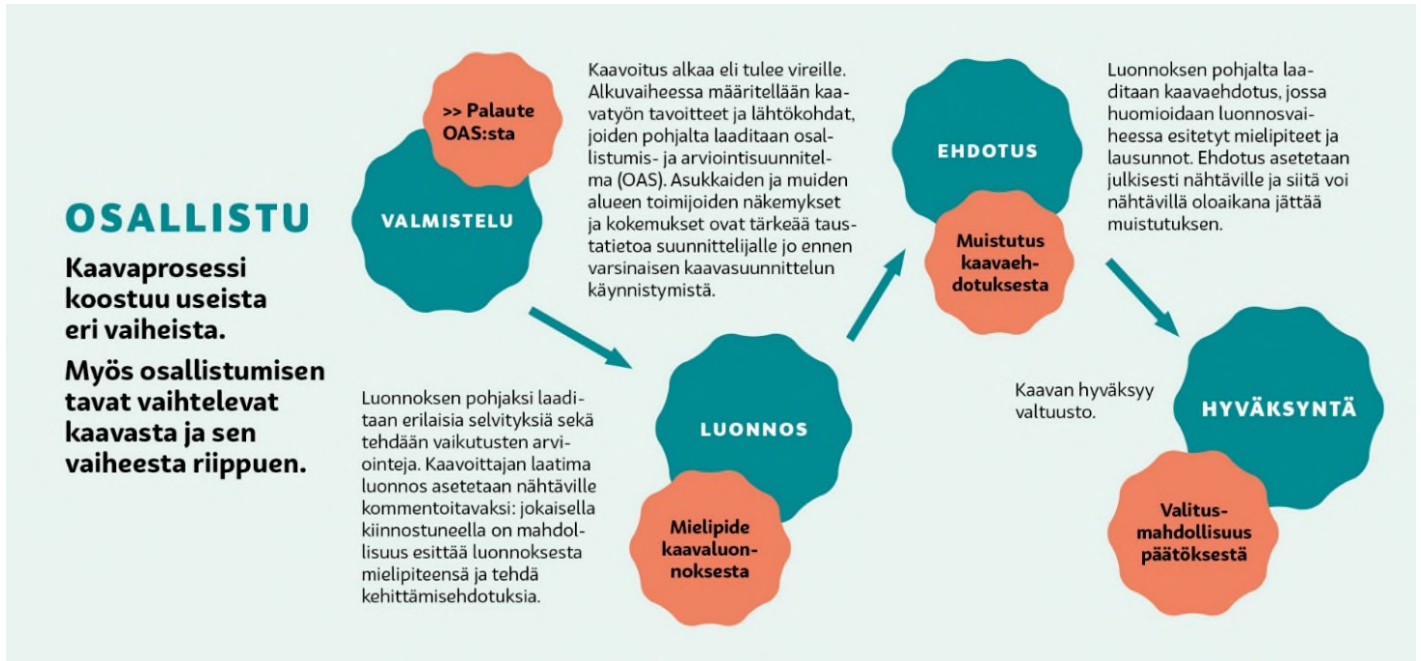 OSALLISTU
Kaavaprosessi
koostuu useista
eri vaiheista.
Myös osallistumisen
tavat vaihtelevat
kaavasta ja sen
vaiheesta riippuen.
>> Palaute
OAS:sta
VALMISTELU
Kaavoitus alkaa eli tulee vireille.
Alkuvaiheessa määritellään kaa-
vatyön tavoitteet ja lähtökohdat,
joiden pohjalta laaditaan osal-
listumis- ja arviointisuunnitel-
ma (OAS). Asukkaiden ja muiden
alueen toimijoiden näkemykset
ja kokemukset ovat tärkeää taus-
tatietoa suunnittelijalle jo ennen
varsinaisen kaavasuunnittelun
käynnistymistä.
Luonnoksen pohjaksi laadi-
taan erilaisia selvityksiä sekä
tehdään vaikutusten arvi-
ointeja. Kaavoittajan laatima
luonnos asetetaan nähtäville
kommentoitavaksi: jokaisella
kiinnostuneella on mahdol-
lisuus esittää luonnoksesta
mielipiteensä ja tehdä
kehittämisehdotuksia.
LUONNOS
Mielipide
kaavaluon-
noksesta
EHDOTUS
Muistutus
kaavaeh-
dotuksesta
Luonnoksen pohjalta laa-
ditaan kaavaehdotus, jossa
huomioidaan luonnosvai-
heessa esitetyt mielipiteet ja
lausunnot. Ehdotus asetetaan
julkisesti nähtäville ja siitä voi
nähtävillä oloaikana jättää
muistutuksen.
Kaavan hyväksyy
valtuusto.
HYVÄKSYNTÄ
Valitus-
mahdollisuus
päätöksestä